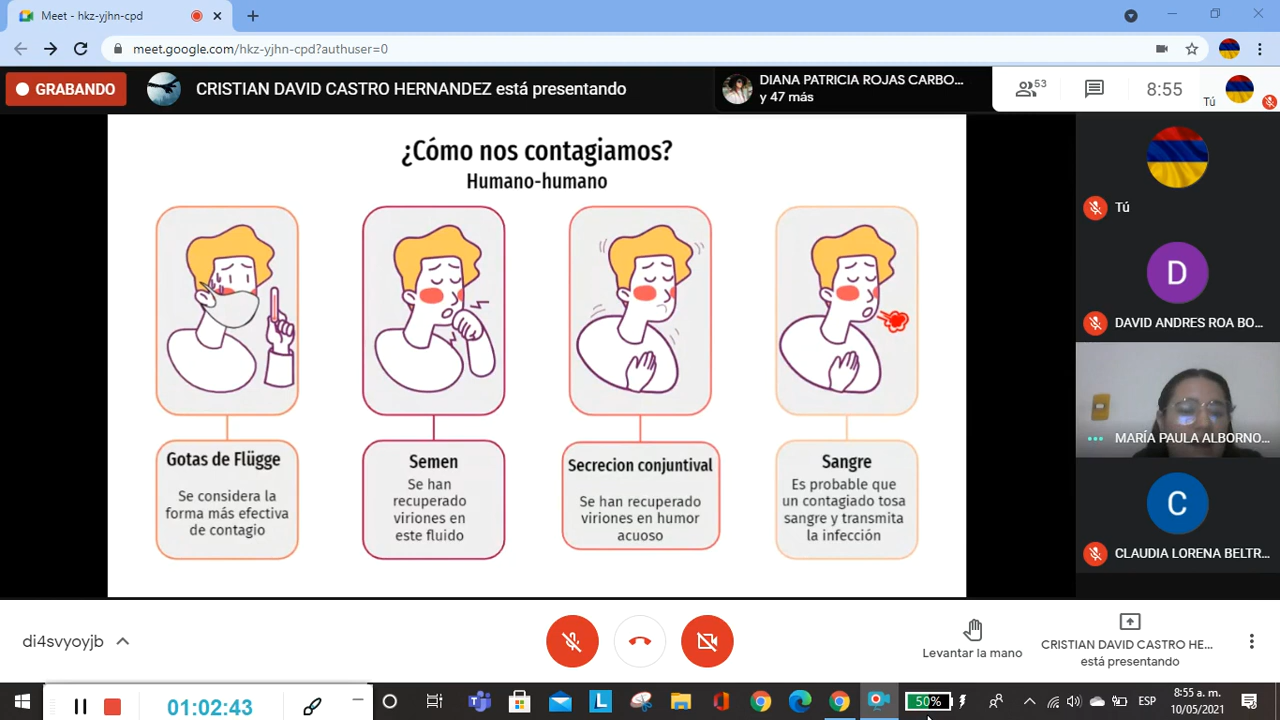 Meet - hkz-yjhn-cpd
meet.google.com/hkz-yjhn-cpd?authuser=0
GRABANDO
CRISTIAN DAVID CASTRO HERNANDEZ está presentando
DIANA PATRICIA ROJAS CARBO...
y 47 más
53
8:55
Tú
¿Cómo nos contagiamos?
Humano-humano
Gotas de Flügge
Se considera la
forma más efectiva
de contagio
Semen
Se han
recuperado
viriones en
este fluido
Secrecion conjuntival
Se han recuperado
viriones en humor
acuoso
Sangre
Es probable que
un contagiado tosa
sangre y transmita
la infección
Tú
D
DAVID ANDRES ROA BO...
MARÍA PAULA ALBORNO...
C
CLAUDIA LORENA BELTR...
di4svyoyjb
Levantar la mano
CRISTIAN DAVID CASTRO HE...
está presentando
01:02:43
L
50%
ESP
8:55 a. m.
10/05/2021